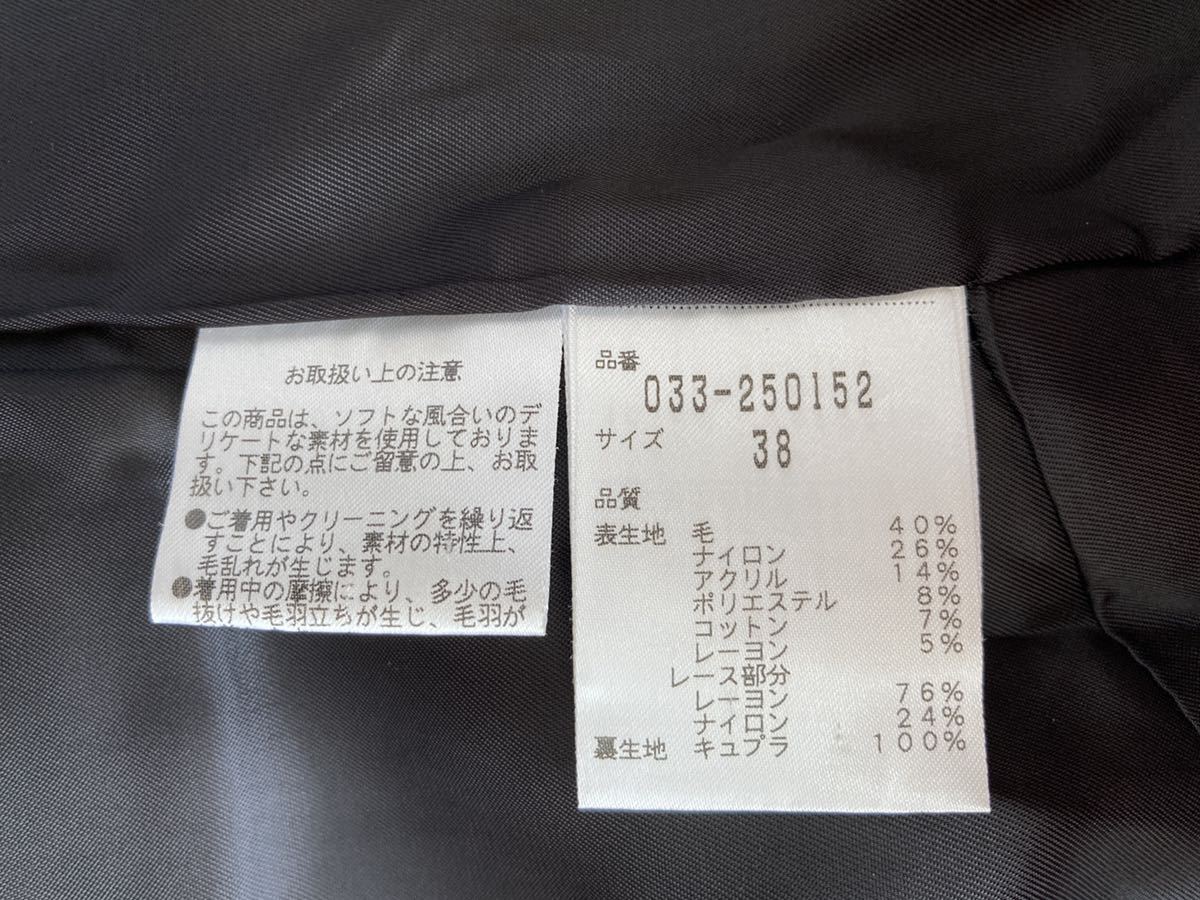 お取扱い上の注意
この商品は、ソフトな風合いのデ
リケートな素材を使用しておりま
す。下記の点にご留意の上、お取
扱い下さい。
●ご着用やクリーニングを繰り返
すことにより、素材の特性上、
毛乱れが生じます。
●着用中の摩擦により、多少の毛
抜けや毛羽立ちが生じ、毛羽が
品番
033-250152
サイズ 38
品質
表生地 毛 40%
ナイロン 26%
アクリル 14%
ポリエステル 8%
コットン 7%
レーヨン 5%
レース部分
レーヨン 76%
ナイロン 24%
裏生地 キュプラ 100%